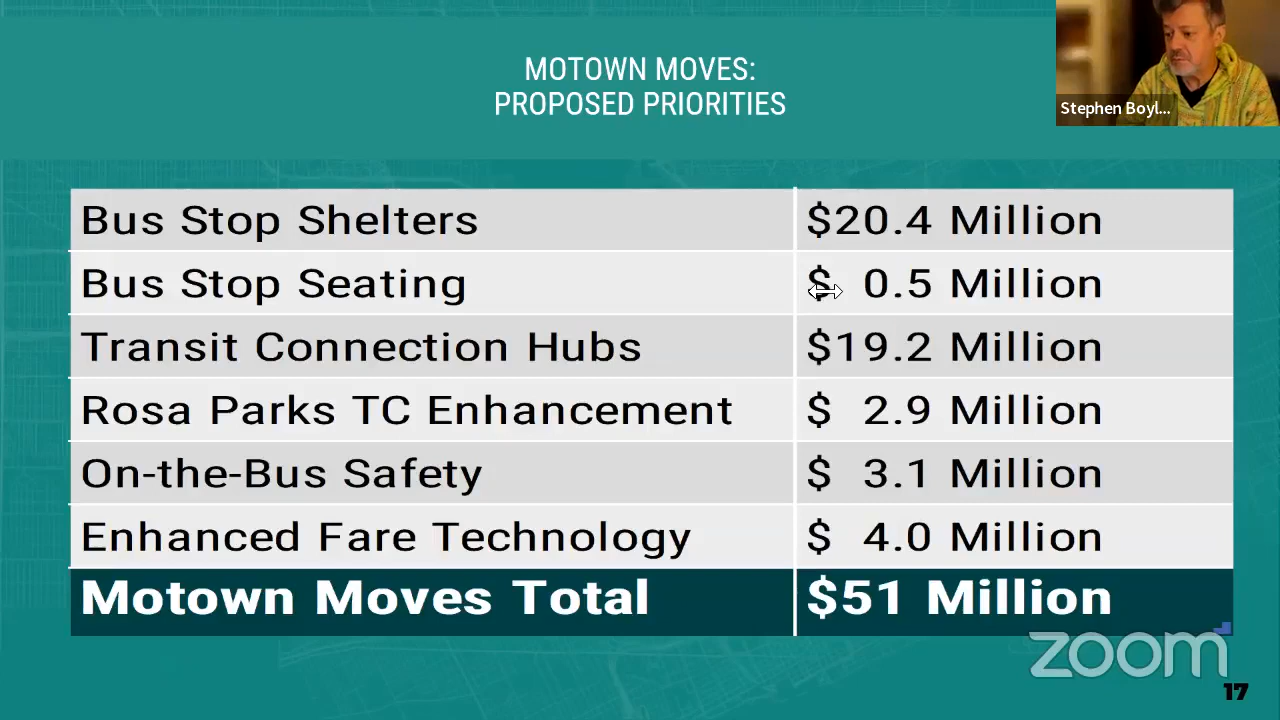 MOTOWN MOVES:
PROPOSED PRIORITIES
Stephen Boyl...
Bus Stop Shelters $20.4 Million
Bus Stop Seating $ 0.5 Million
Transit Connection Hubs $19.2 Million
Rosa Parks TC Enhancement $ 2.9 Million
On-the-Bus Safety $ 3.1 Million
Enhanced Fare Technology $ 4.0 Million
Motown Moves Total $51 Million
zoom
17